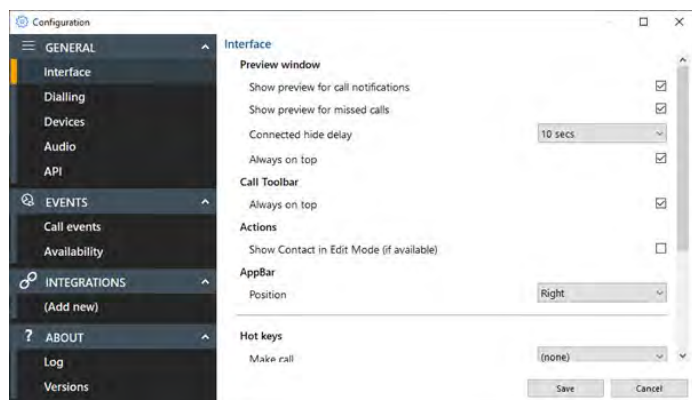 Configuration
GENERAL
Interface
Dialling
Devices
Audio
API
EVENTS
Call events
Availability
INTEGRATIONS
(Add new)
? ABOUT
Log
Versions
Interface
Preview window
Show preview for call notifications
Show preview for missed calls
Connected hide delay 10 secs
Always on top
Call Toolbar
Always on top
Actions
Show Contact in Edit Mode (if available)
AppBar
Position Right
Hot keys
Make call (none)
Save Cancel